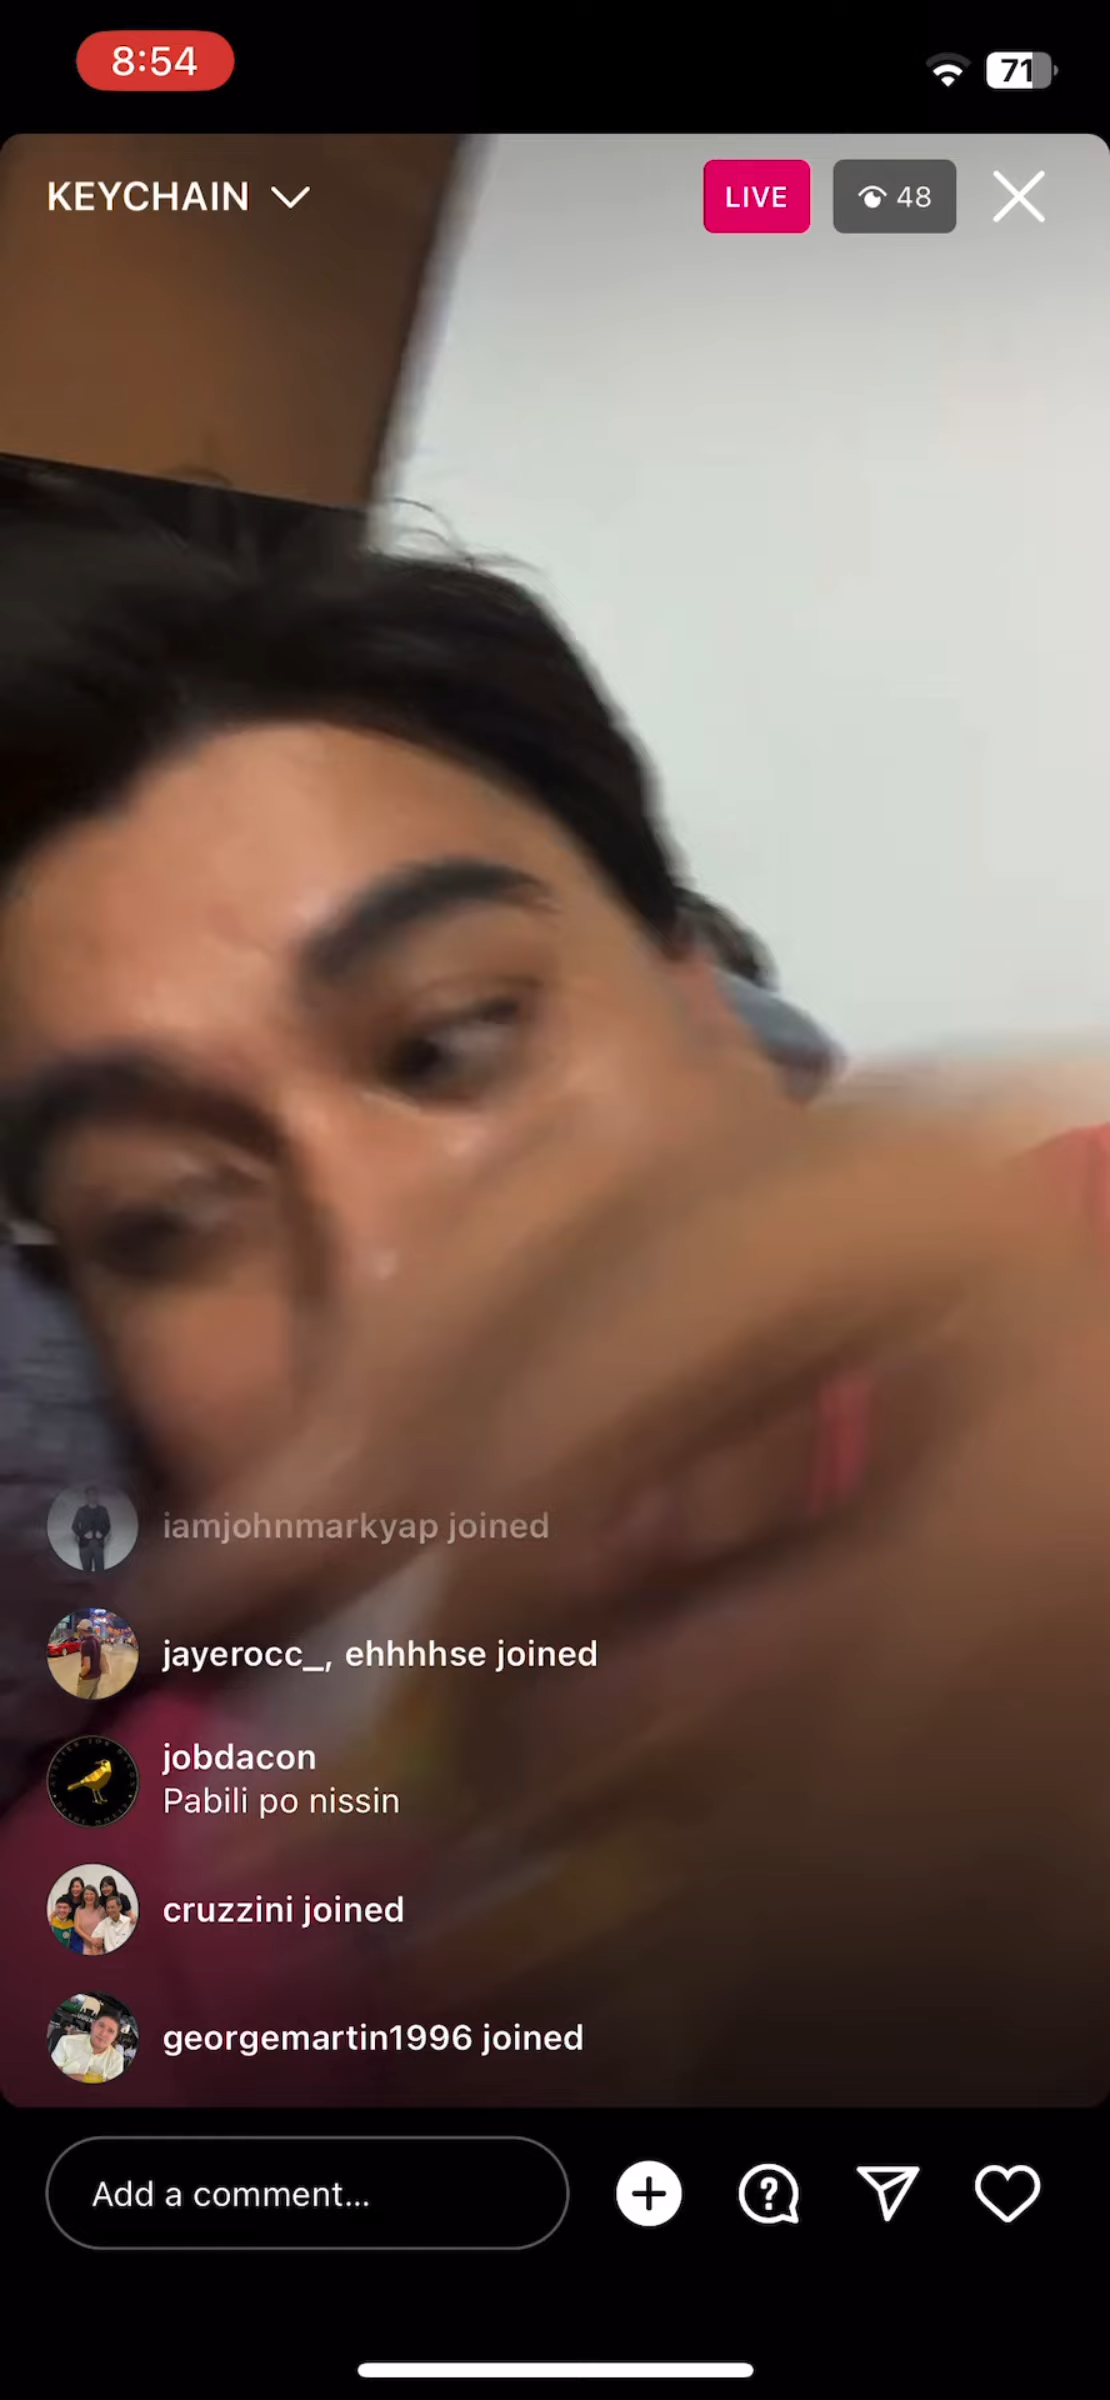 8:54
71
KEYCHAIN
LIVE
48
iamjohnmarkyap joined
jayerocc_, ehhhhse joined
jobdacon
Pabili po nissin
cruzzini joined
georgemartin1996 joined
Add a comment...